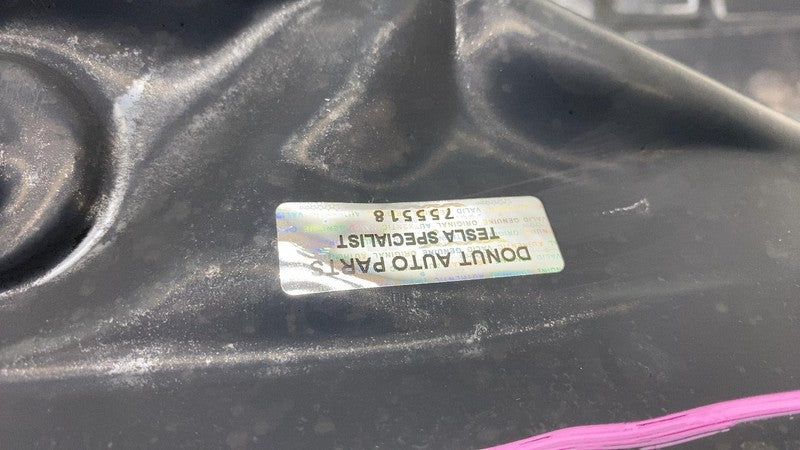 DONUT AUTO PARTS
TESLA SPECIALIST
755518